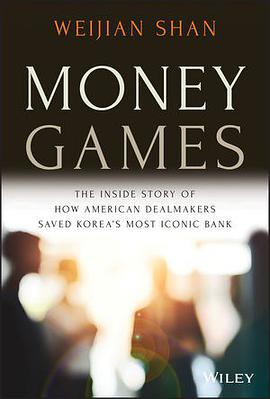 WEIJIAN SHAN
MONEY
GAMES
THE INSIDE STORY OF
HOW AMERICAN DEALMAKERS
SAVED KOREA'S MOST ICONIC BANK
WILEY